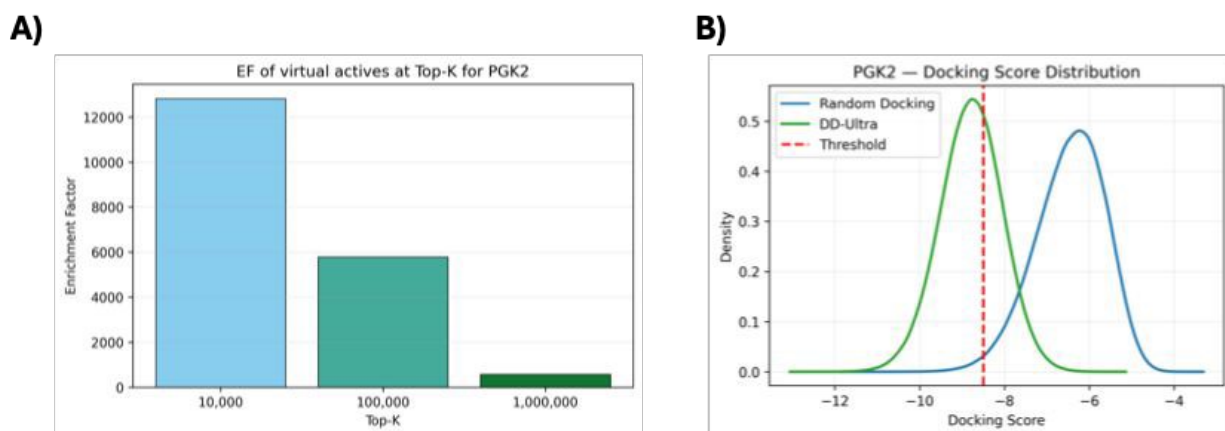 A)
EF of virtual actives at Top-K for PGK2
Enrichment Factor
12000
10000
8000
6000
4000
2000
0
10,000
100,000
1,000,000
Top-K
B)
PGK2 — Docking Score Distribution
Random Docking
DD-Ultra
Threshold
Density
0.5
0.4
0.3
0.2
0.1
0.0
−12
−10
−8
−6
−4
Docking Score